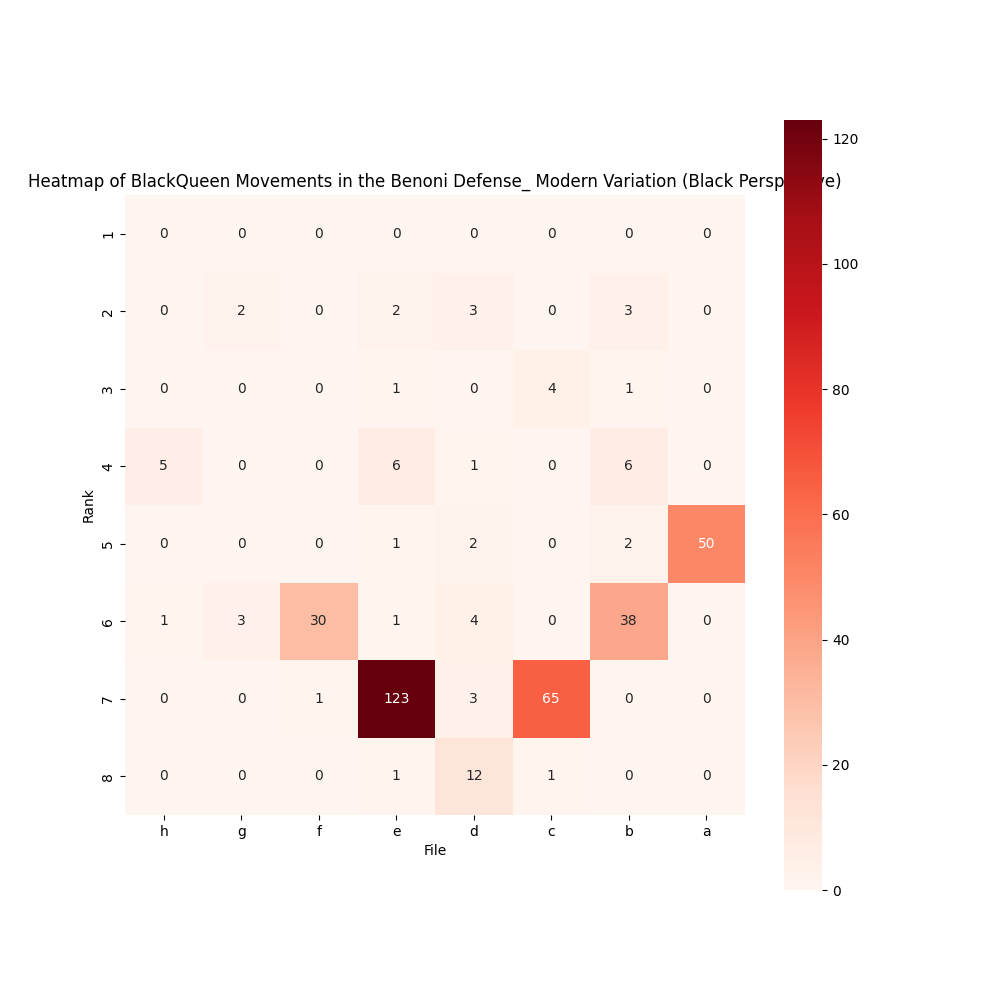 Heatmap of BlackQueen Movements in the Benoni Defense_ Modern Variation (Black Persp ve)
120
100
80
60
40
20
0
Rank
1 0 0 0 0 0 0 0 0
2 0 2 0 2 3 0 3 0
3 0 0 0 1 0 4 1 0
4 5 0 0 6 1 0 6 0
5 0 0 0 1 2 0 2 50
6 1 3 30 1 4 0 38 0
7 0 0 1 123 3 65 0 0
8 0 0 0 1 12 1 0 0
h g f e d c b a
File